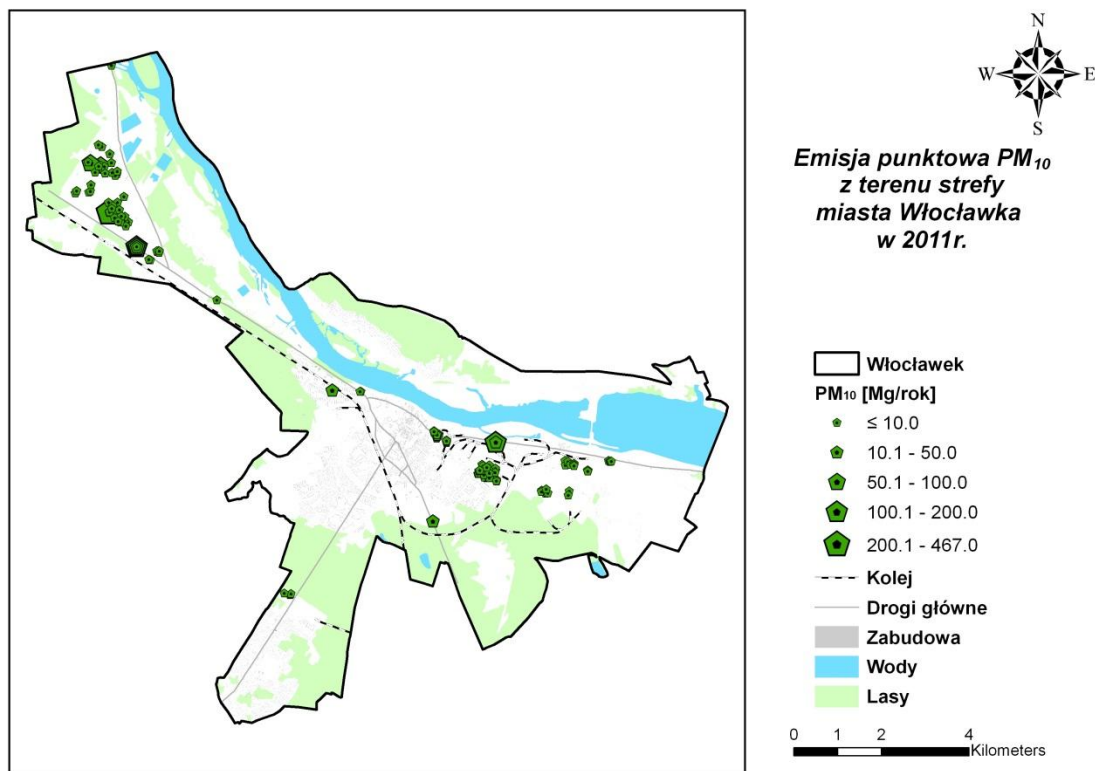 N
W E
S
Emisja punktowa PM₁₀
z terenu strefy
miasta Włocławka
w 2011r.
Włocławek
PM₁₀ [Mg/rok]
≤ 10.0
10.1 - 50.0
50.1 - 100.0
100.1 - 200.0
200.1 - 467.0
Kolej
Drogi główne
Zabudowa
Wody
Lasy
0 1 2 4
Kilometers